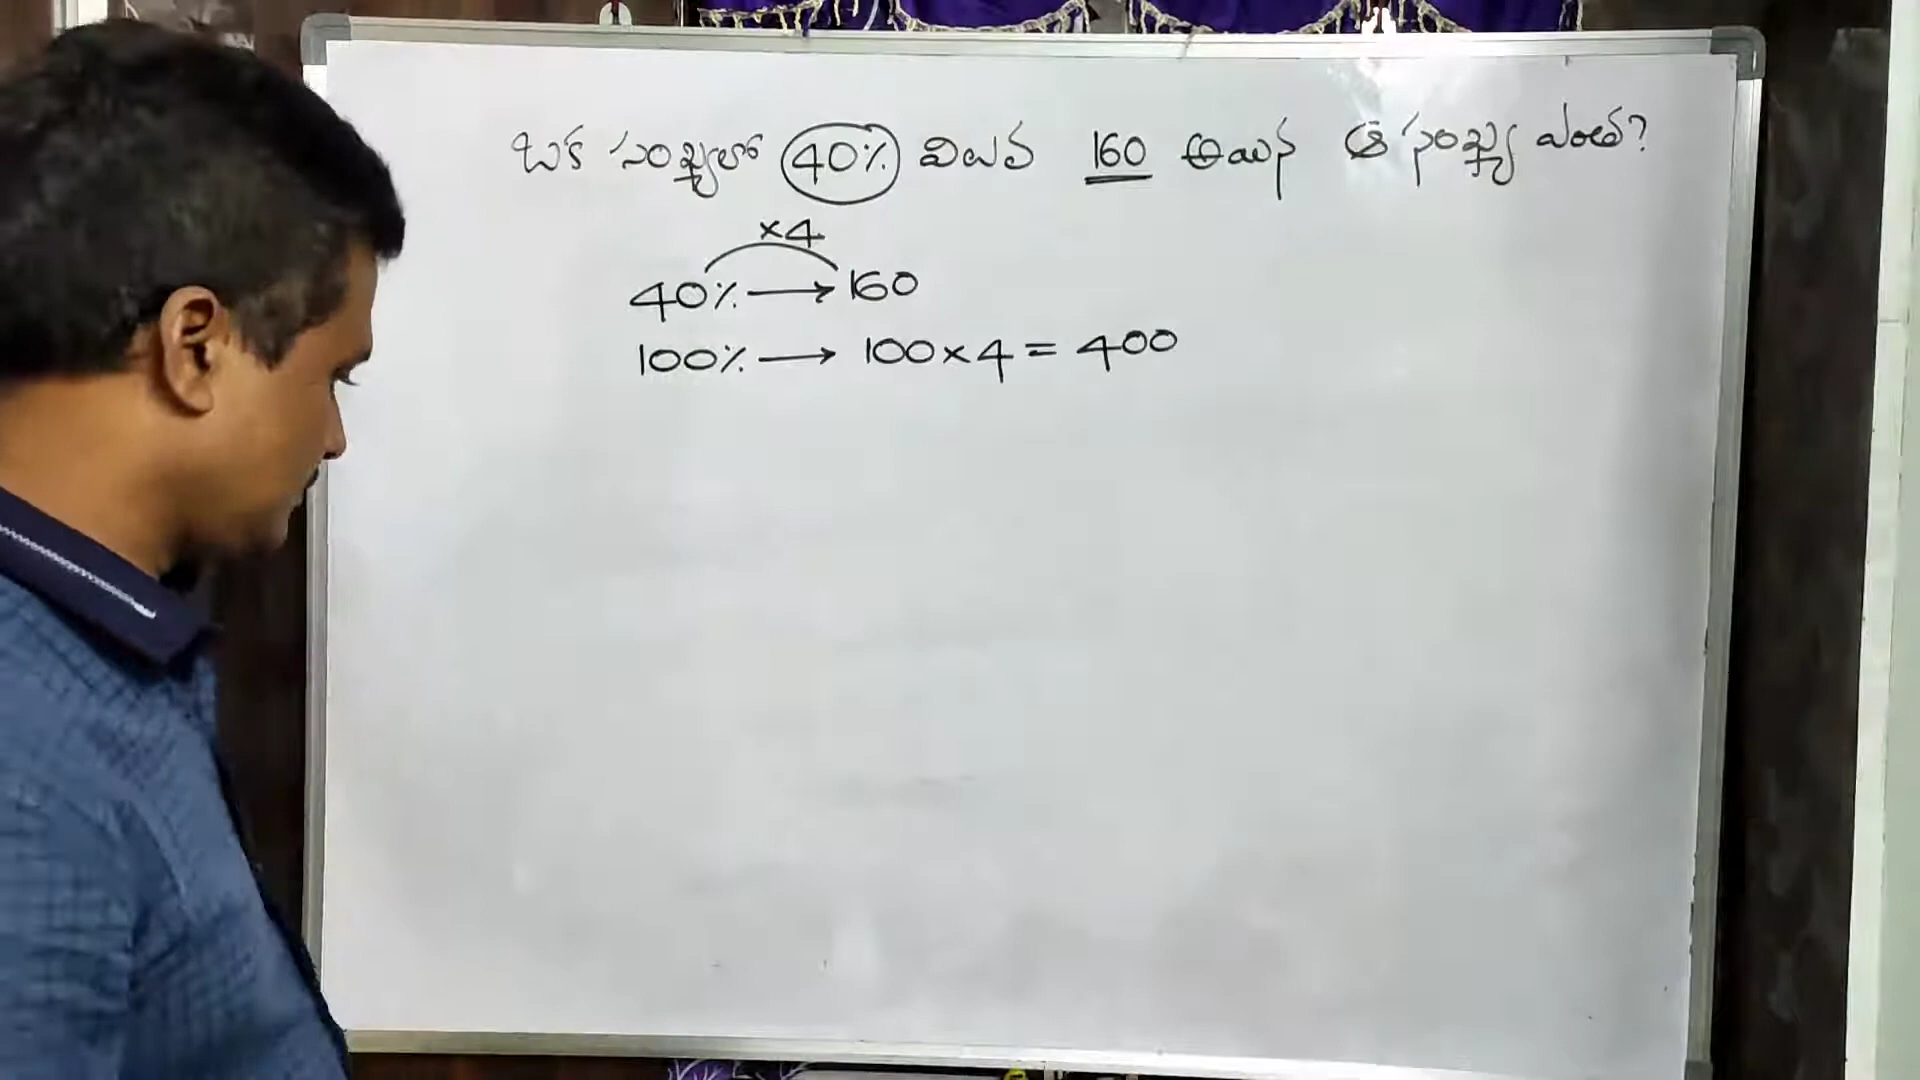 ఒక సంఖ్యలో 40% విలువ 160 అయిన ఆ సంఖ్య ఎంత?
×4
40% → 160
100% → 100×4 = 400